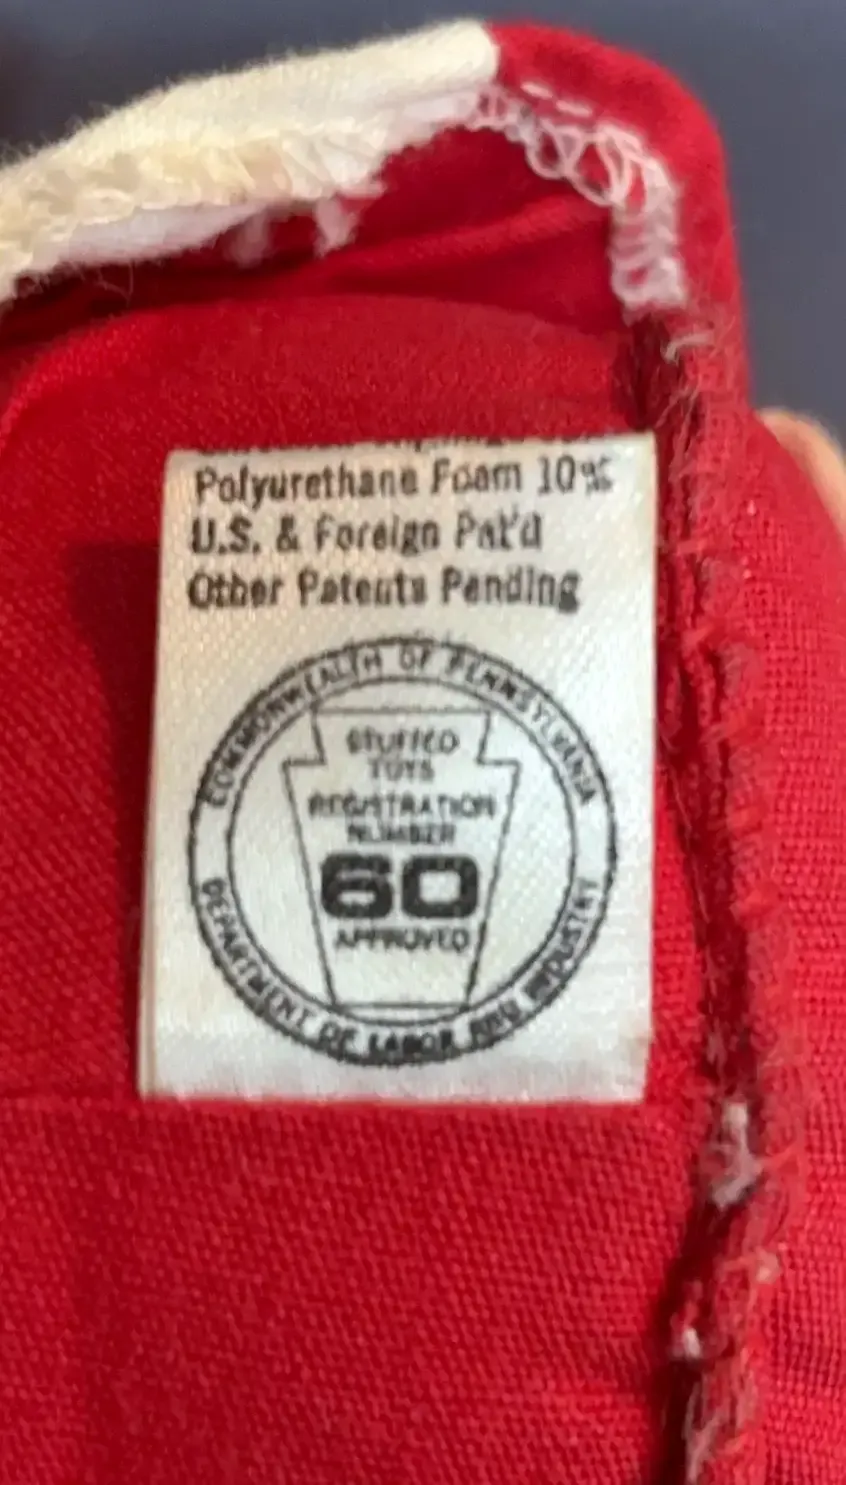 Polyurethane Foam 10%
U.S. & Foreign Pat'd
Other Patents Pending
COMMONWEALTH OF PENNSYLVANIA
STUFFED
TOYS
REGISTRATION
NUMBER
60
APPROVED
DEPARTMENT OF LABOR AND INDUSTRY